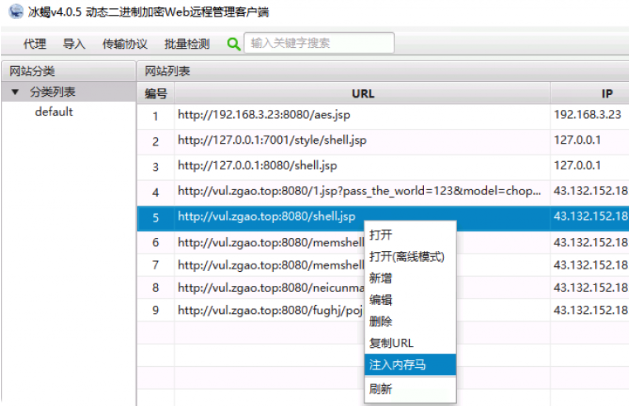 冰蝎v4.0.5 动态二进制加密Web远程管理客户端
代理 导入 传输协议 批量检测 输入关键字搜索
网站分类 网站列表
分类列表 编号 URL IP
default
1 http://192.168.3.23:8080/aes.jsp 192.168.3.23
2 http://127.0.0.1:7001/style/shell.jsp 127.0.0.1
3 http://127.0.0.1:8080/shell.jsp 127.0.0.1
4 http://vul.zgao.top:8080/1.jsp?pass_the_world=123&model=chop... 43.132.152.18
5 http://vul.zgao.top:8080/shell.jsp 43.132.152.18
6 http://vul.zgao.top:8080/memshell 43.132.152.18
7 http://vul.zgao.top:8080/memshell 43.132.152.18
8 http://vul.zgao.top:8080/neicunma 43.132.152.18
9 http://vul.zgao.top:8080/fughj/poj 43.132.152.18
打开
打开(离线模式)
新增
编辑
删除
复制URL
注入内存马
刷新